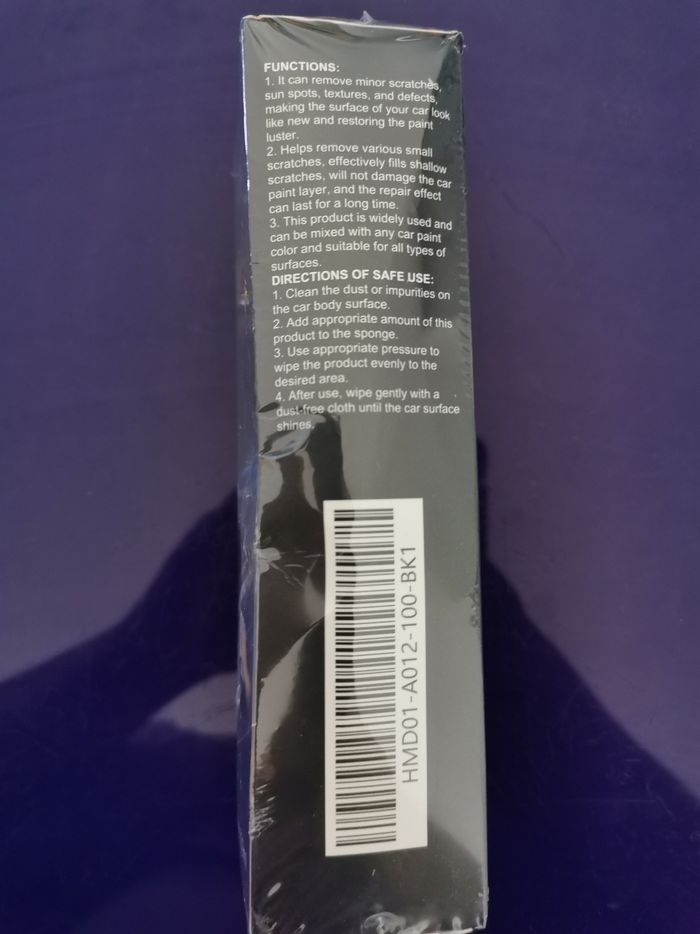 FUNCTIONS:
1. It can remove minor scratches,
sun spots, textures, and defects,
making the surface of your car look
like new and restoring the paint
luster.
2. Helps remove various small
scratches, effectively fills shallow
scratches, will not damage the car
paint layer, and the repair effect
can last for a long time.
3. This product is widely used and
can be mixed with any car paint
color and suitable for all types of
surfaces.
DIRECTIONS OF SAFE USE:
1. Clean the dust or impurities on
the car body surface.
2. Add appropriate amount of this
product to the sponge.
3. Use appropriate pressure to
wipe the product evenly to the
desired area.
4. After use, wipe gently with a
dust-free cloth until the car surface
shines.
HMD01-A012-100-BK1